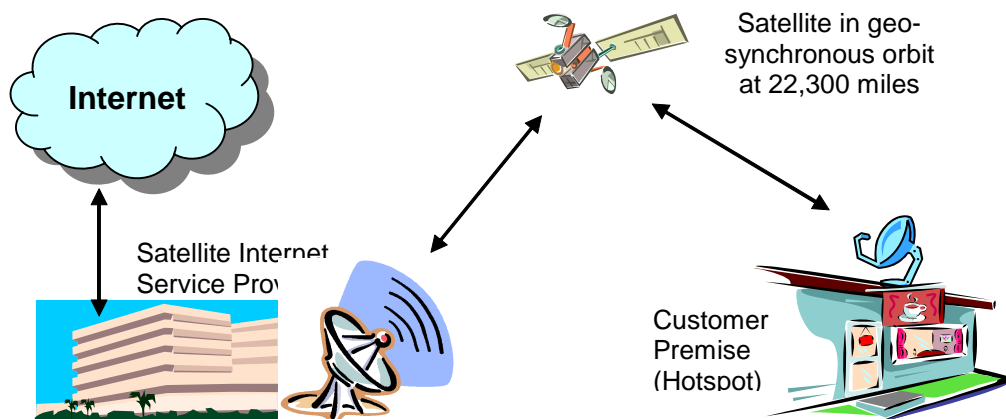 Internet
Satellite in geo-
synchronous orbit
at 22,300 miles
Satellite Internet
Service Prov
Customer
Premise
(Hotspot)